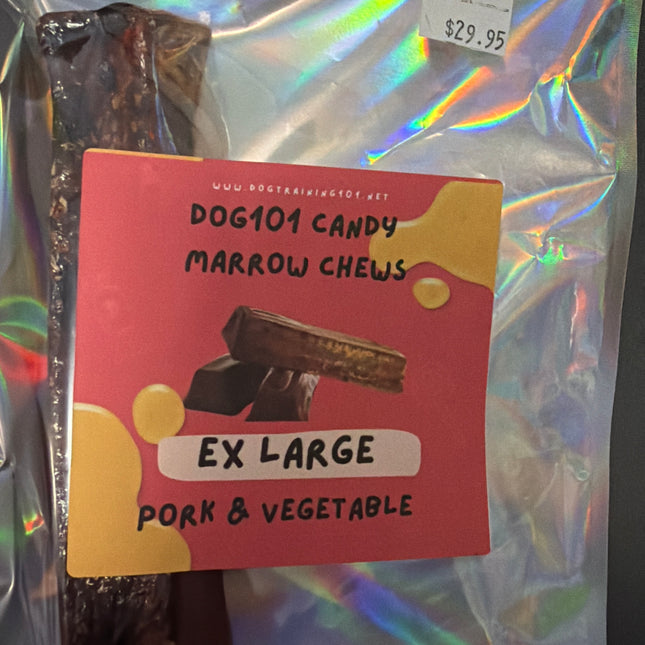 $29.95
WWW.DOGTRAINING101.NET
DOG101 CANDY
MARROW CHEWS
EX LARGE
PORK & VEGETABLE